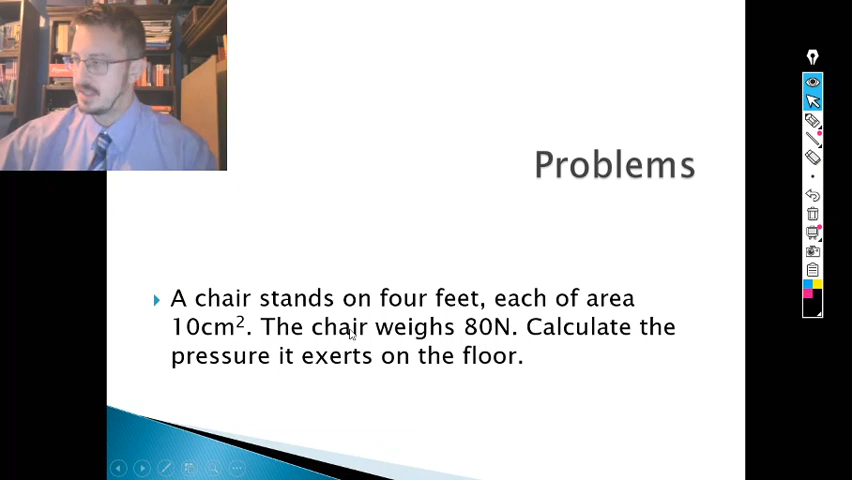 Problems
A chair stands on four feet, each of area
10cm². The chair weighs 80N. Calculate the
pressure it exerts on the floor.